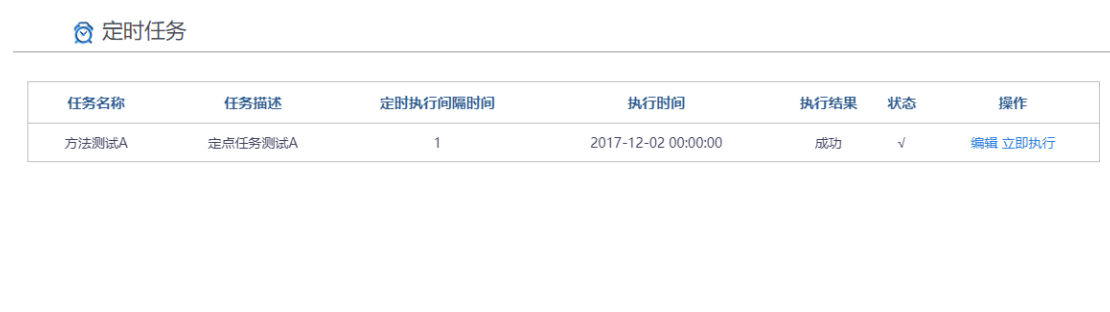 定时任务
任务名称 任务描述 定时执行间隔时间 执行时间 执行结果 状态 操作
方法测试A 定点任务测试A 1 2017-12-02 00:00:00 成功 √ 编辑 立即执行